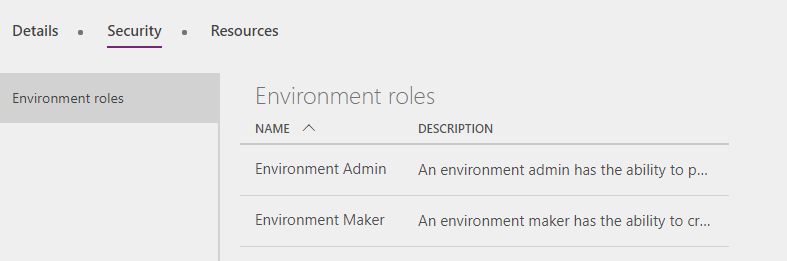 Details • Security • Resources
Environment roles
Environment roles
NAME DESCRIPTION
Environment Admin An environment admin has the ability to p...
Environment Maker An environment maker has the ability to cr...